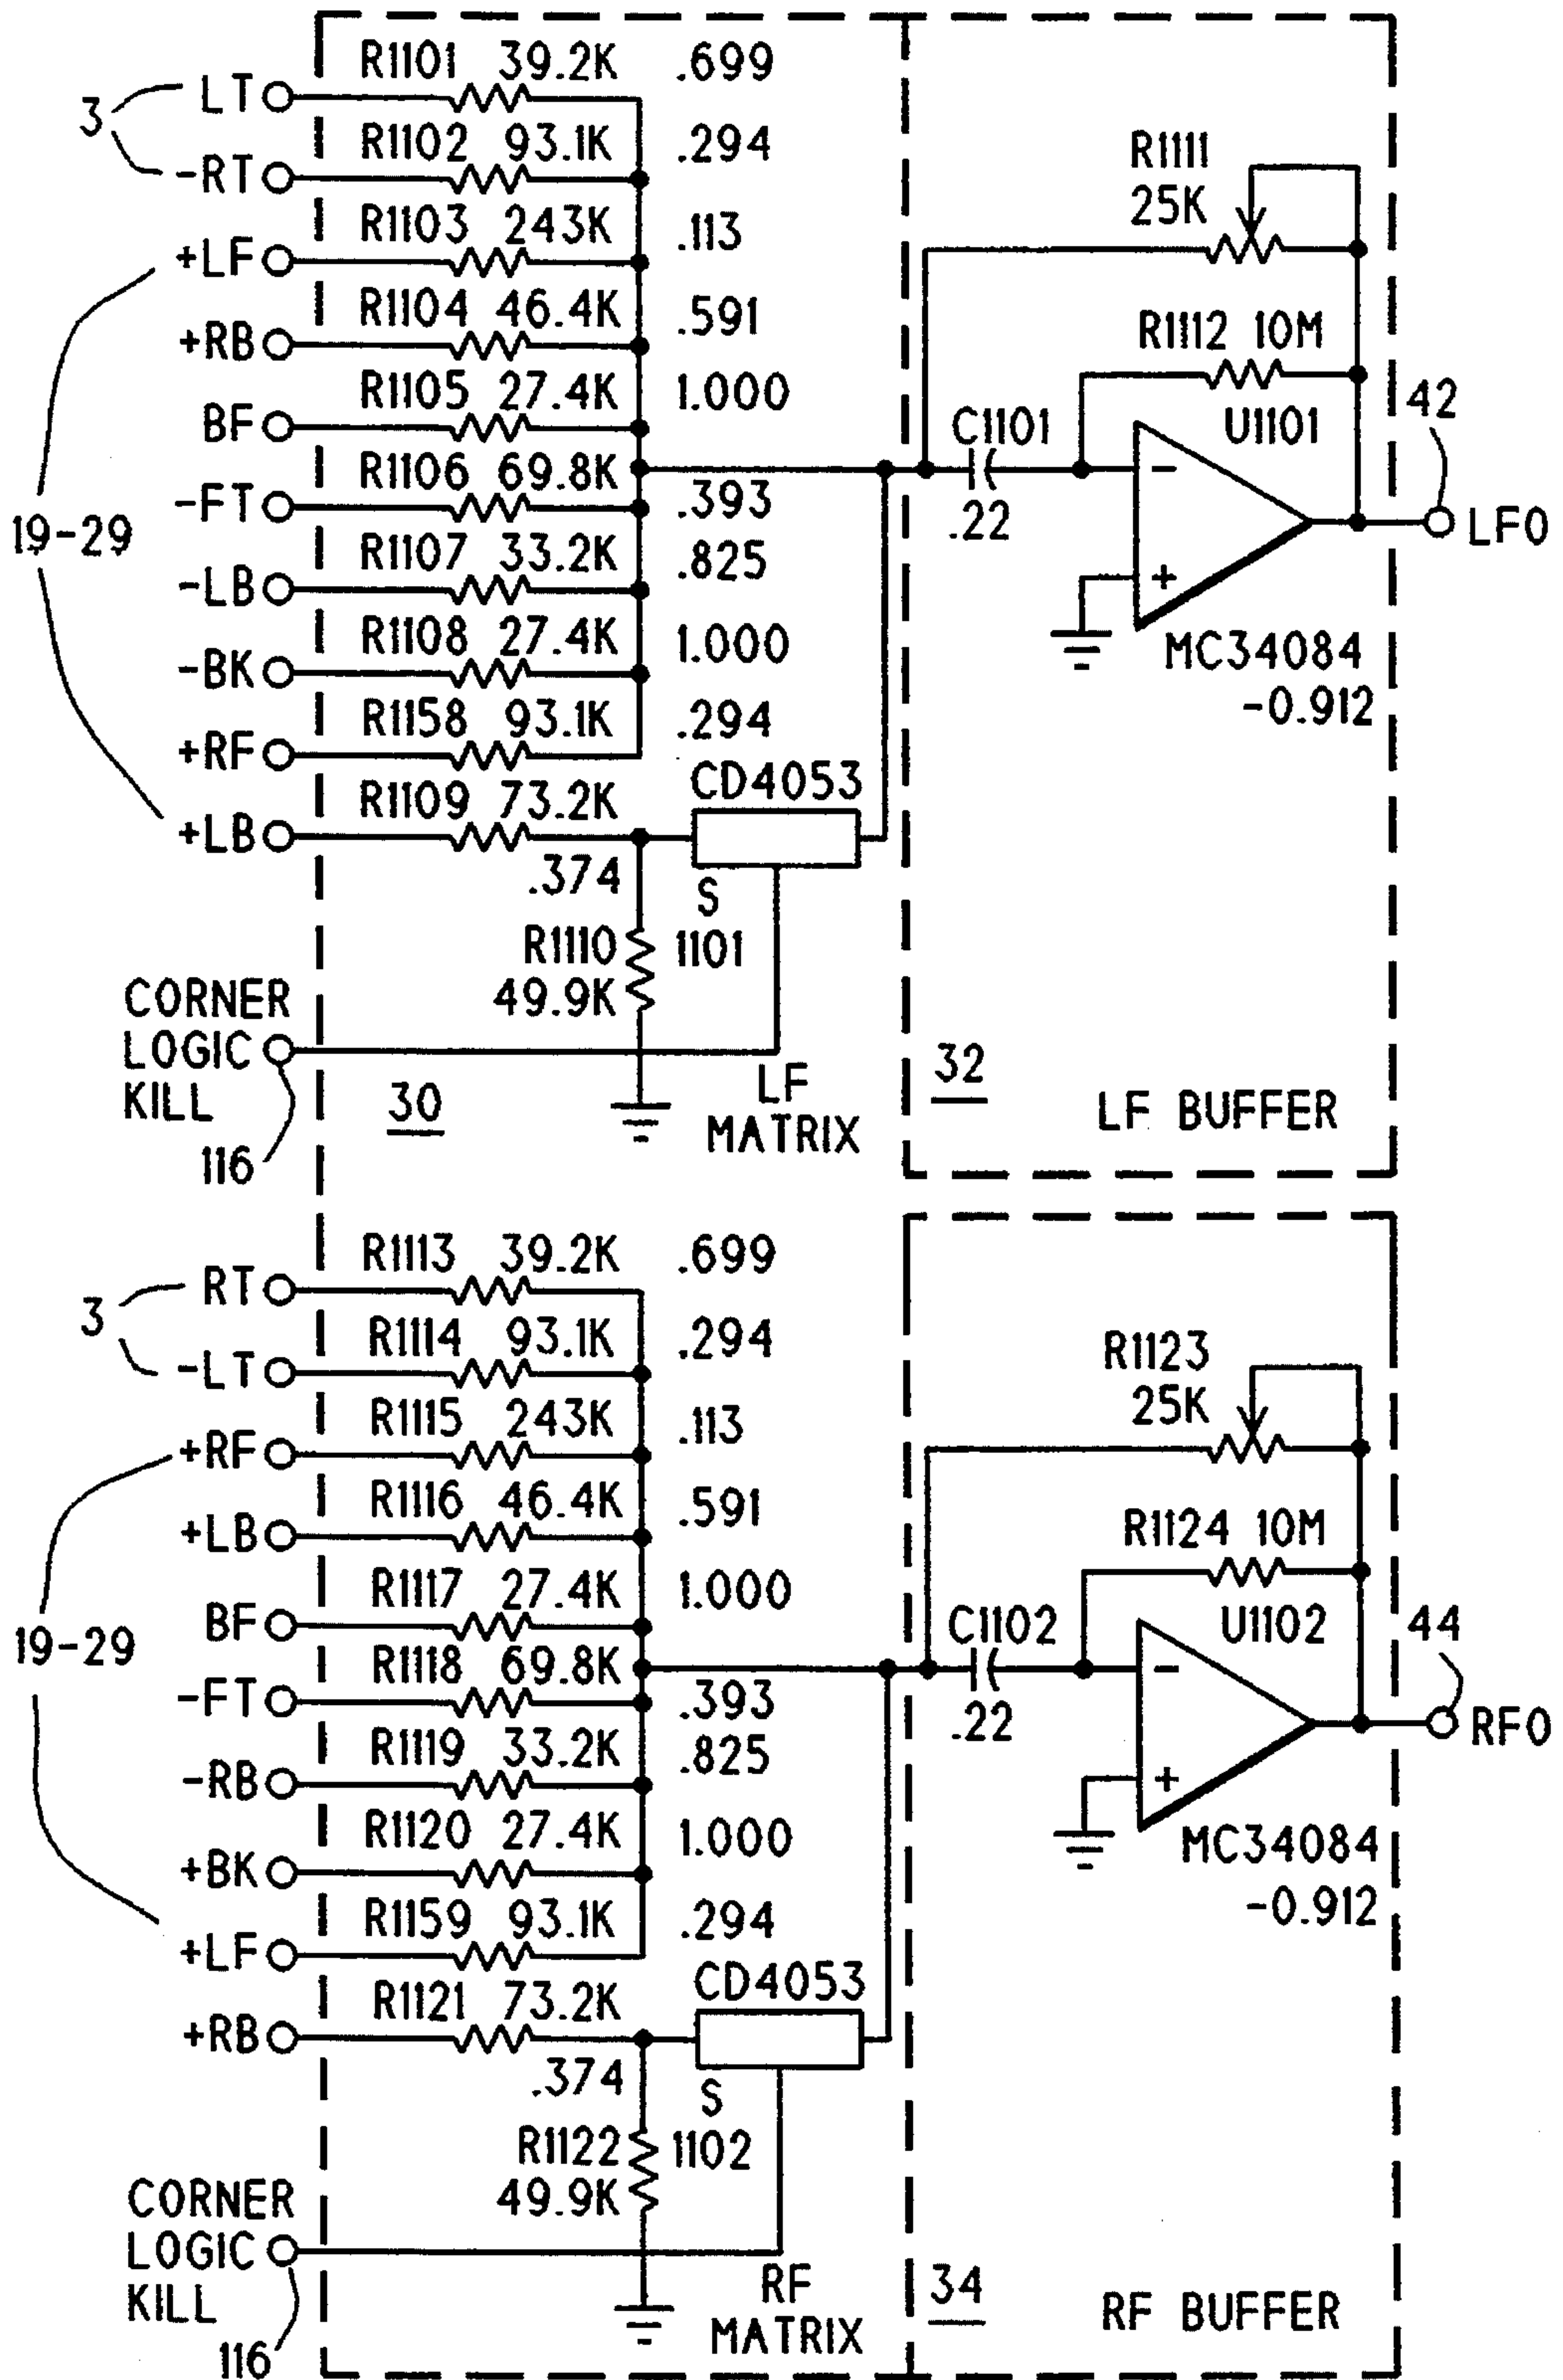 R1101 39.2K .699
LT
3
R1102 93.1K .294
-RT
R1103 243K .113
+LF
R1104 46.4K .591
+RB
R1105 27.4K 1.000
BF
R1106 69.8K .393
-FT
19-29
R1107 33.2K .825
-LB
R1108 27.4K 1.000
-BK
R1158 93.1K .294
+RF
R1109 73.2K
+LB
.374
CD4053
S
1101
R1110
49.9K
CORNER
LOGIC
KILL
116
30
LF
MATRIX
R1111
25K
R1112 10M
C1101
.22
U1101
-
+
42
LFO
MC34084
-0.912
32
LF BUFFER
R1113 39.2K .699
RT
3
R1114 93.1K .294
-LT
R1115 243K .113
+RF
R1116 46.4K .591
+LB
R1117 27.4K 1.000
BF
19-29
R1118 69.8K .393
-FT
R1119 33.2K .825
-RB
R1120 27.4K 1.000
+BK
R1159 93.1K .294
+LF
R1121 73.2K
+RB
.374
CD4053
S
1102
R1122
49.9K
CORNER
LOGIC
KILL
116
RF
MATRIX
R1123
25K
R1124 10M
C1102
.22
U1102
-
+
44
RFO
MC34084
-0.912
34
RF BUFFER